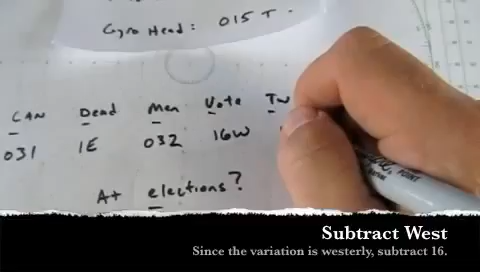 Gyro Head: 015 T.
CAN Dead Men Vote Tw
031 1E 032 16W
At elections?
POINT
Subtract West
Since the variation is westerly, subtract 16.